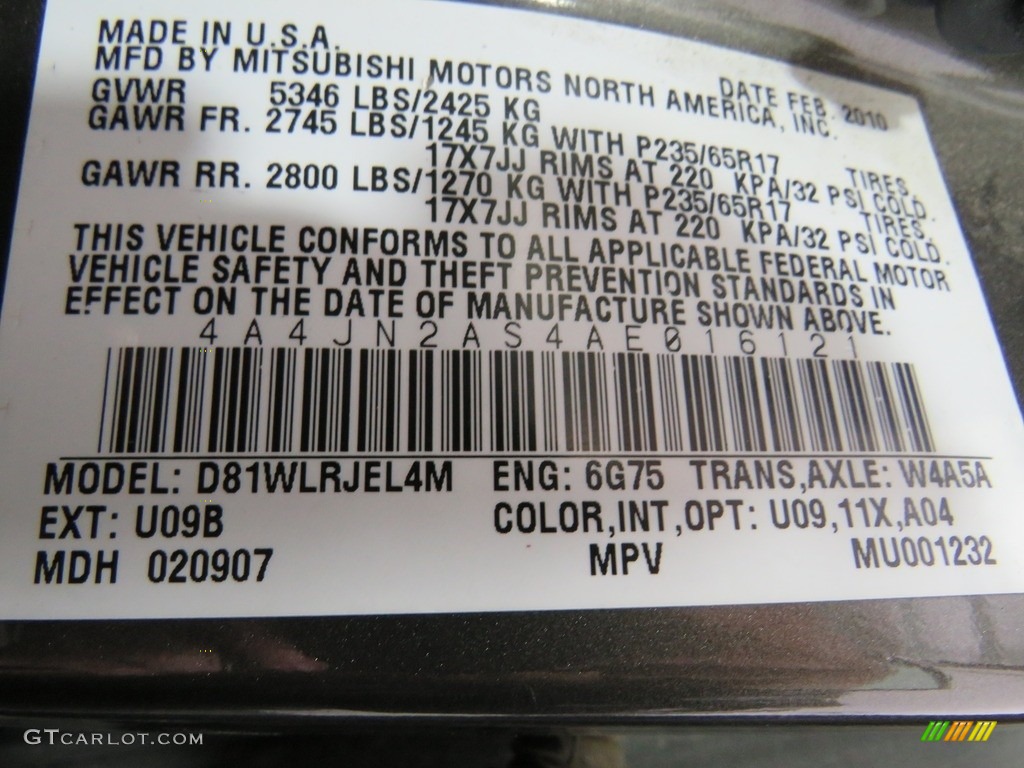 MADE IN U.S.A. DATE FEB. 2010
MFD BY MITSUBISHI MOTORS NORTH AMERICA, INC.
GVWR 5346 LBS/2425 KG
GAWR FR. 2745 LBS/1245 KG WITH P235/65R17 TIRES,
17X7JJ RIMS AT 220 KPA/32 PSI COLD.
GAWR RR. 2800 LBS/1270 KG WITH P235/65R17 TIRES,
17X7JJ RIMS AT 220 KPA/32 PSI COLD.
THIS VEHICLE CONFORMS TO ALL APPLICABLE FEDERAL MOTOR
VEHICLE SAFETY AND THEFT PREVENTION STANDARDS IN
EFFECT ON THE DATE OF MANUFACTURE SHOWN ABOVE.
4A4JN2AS4AE016121
MODEL: D81WLRJEL4M ENG: 6G75 TRANS,AXLE: W4A5A
EXT: U09B COLOR,INT,OPT: U09,11X,A04
MDH 020907 MPV MU001232
GTCARLOT.COM